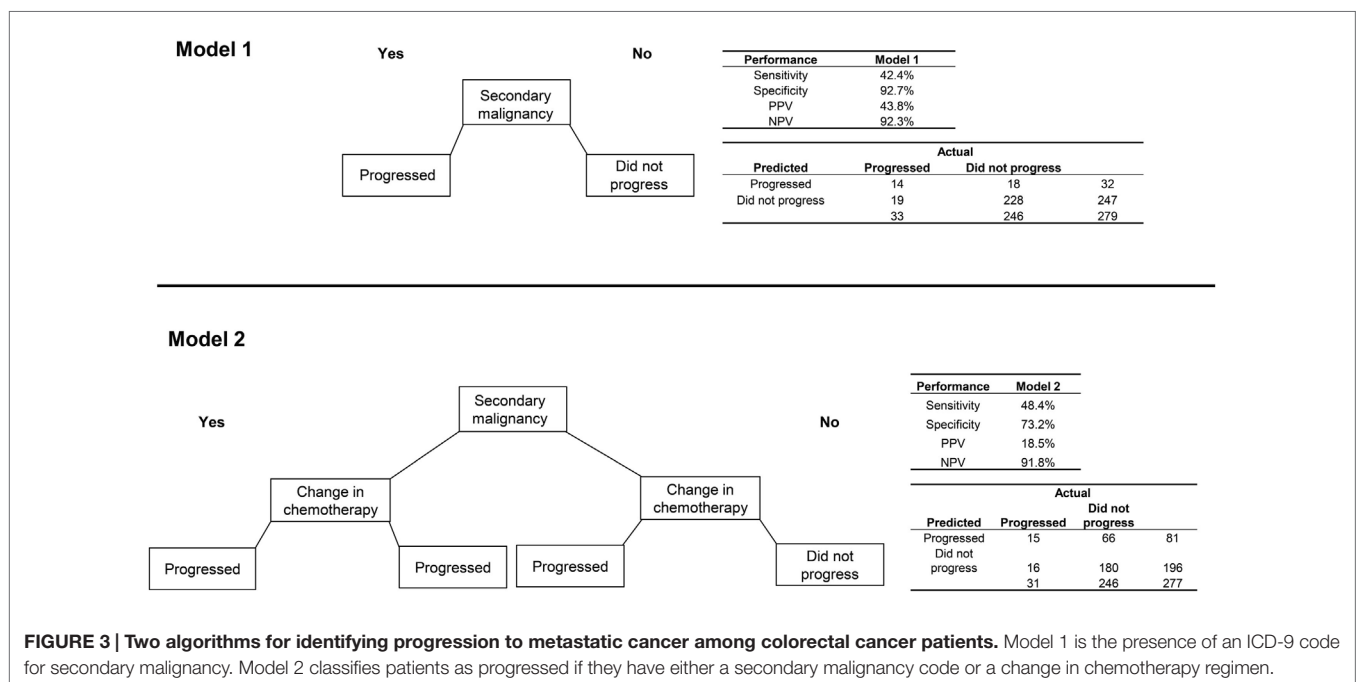 Model 1
Yes
No
Secondary
malignancy
Progressed
Did not
progress
Performance Model 1
Sensitivity 42.4%
Specificity 92.7%
PPV 43.8%
NPV 92.3%
Actual
Predicted Progressed Did not progress
Progressed 14 18 32
Did not progress 19 228 247
33 246 279
Model 2
Yes
No
Secondary
malignancy
Change in
chemotherapy
Change in
chemotherapy
Progressed
Progressed
Progressed
Did not
progress
Performance Model 2
Sensitivity 48.4%
Specificity 73.2%
PPV 18.5%
NPV 91.8%
Actual
Did not
Predicted Progressed progress
Progressed 15 66 81
Did not
progress 16 180 196
31 246 277
FIGURE 3 | Two algorithms for identifying progression to metastatic cancer among colorectal cancer patients. Model 1 is the presence of an ICD-9 code
for secondary malignancy. Model 2 classifies patients as progressed if they have either a secondary malignancy code or a change in chemotherapy regimen.